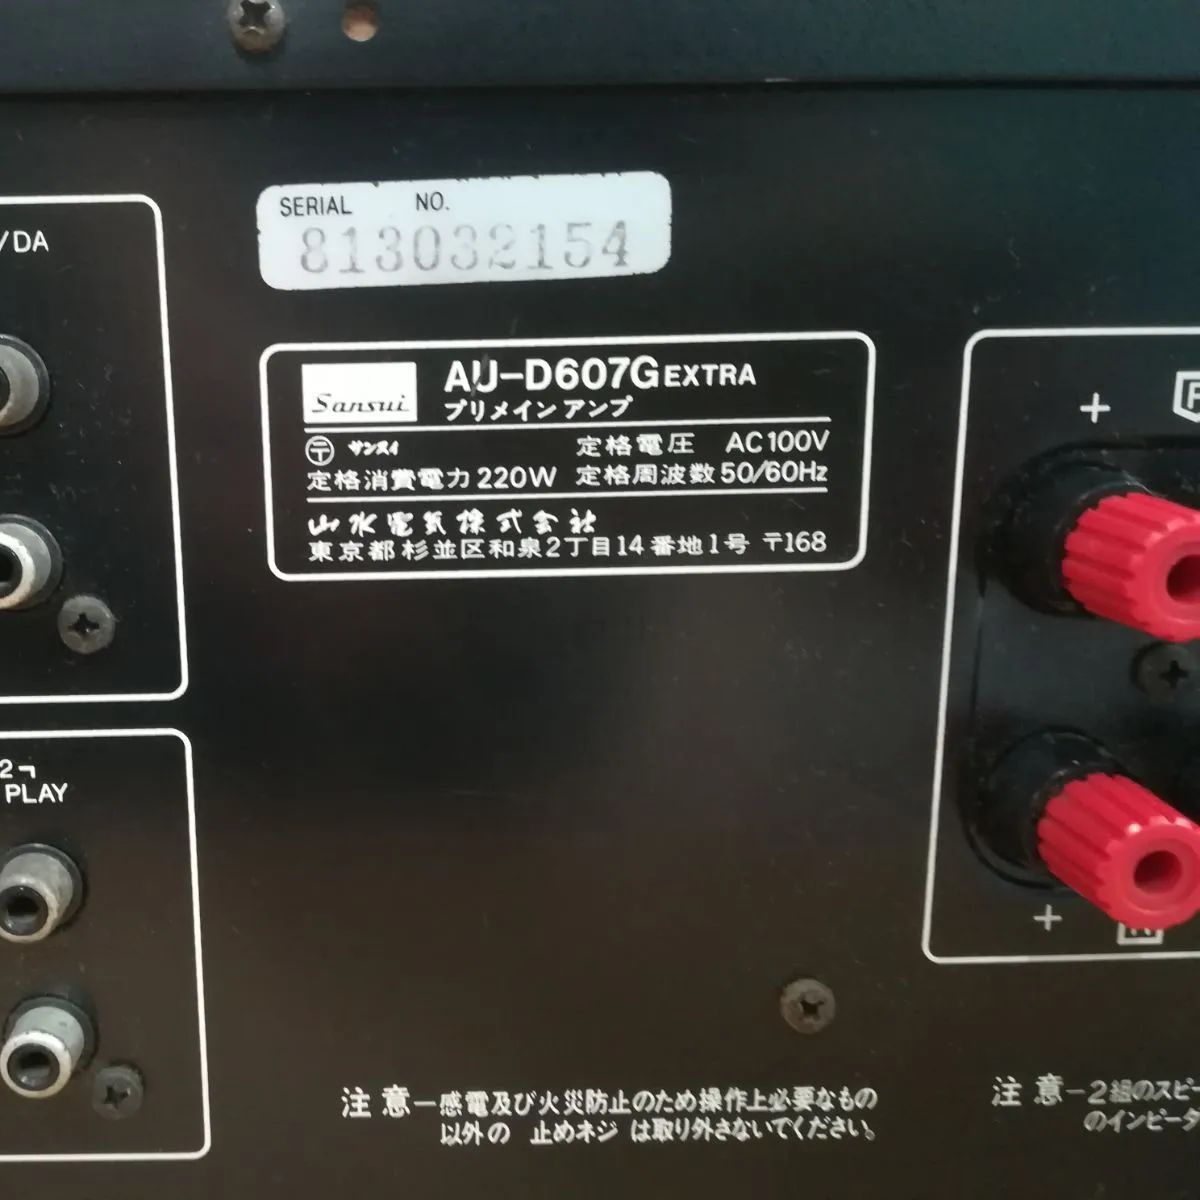 SERIAL NO.
813032154
/DA
Sansui
AU-D607G EXTRA
プリメインアンプ
〒 サンスイ 定格電圧 AC100V
定格消費電力 220W 定格周波数 50/60Hz
山水電気株式会社
東京都杉並区和泉2丁目14番地1号 〒168
+
2
PLAY
+
注意－感電及び火災防止のため操作上必要なもの
以外の 止めネジ は取り外さないでください。
注意－2組のスピー
のインピータ